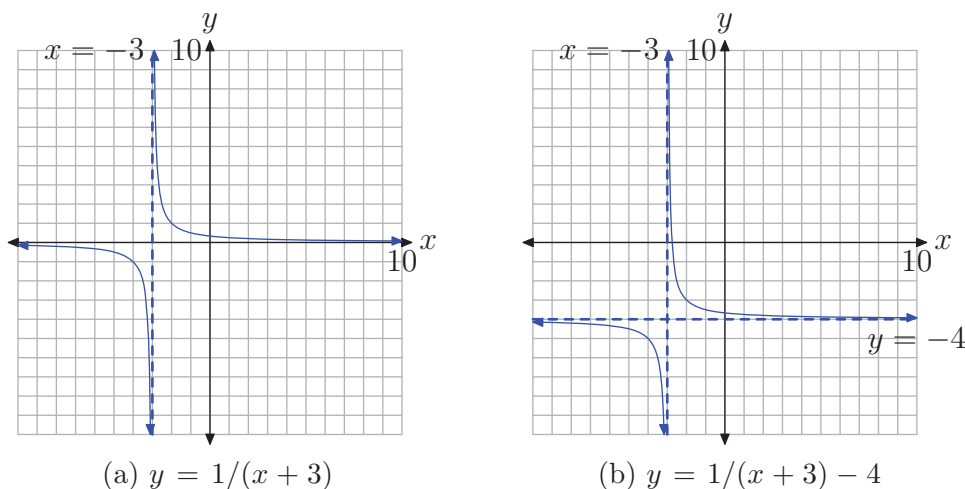 y
x = −3
10
x
10
(a) y = 1/(x + 3)
y
x = −3
10
x
10
y = −4
(b) y = 1/(x + 3) − 4